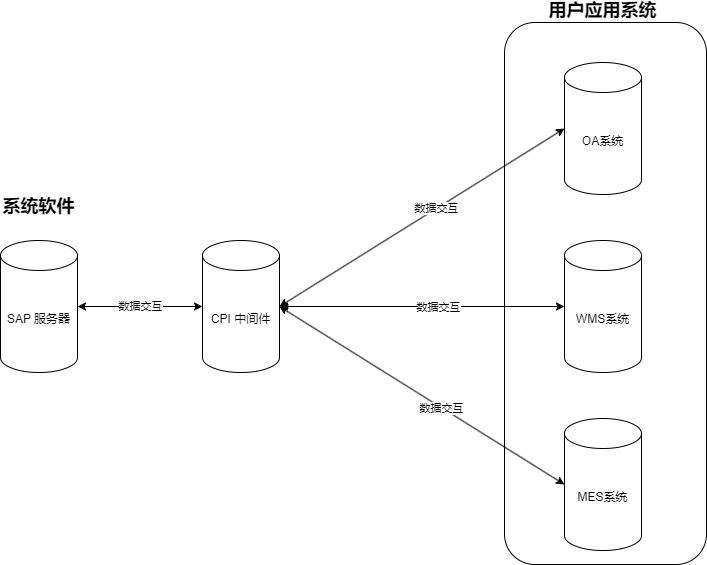 用户应用系统
OA系统
数据交互
系统软件
SAP 服务器
数据交互
CPI 中间件
数据交互
WMS系统
数据交互
MES系统